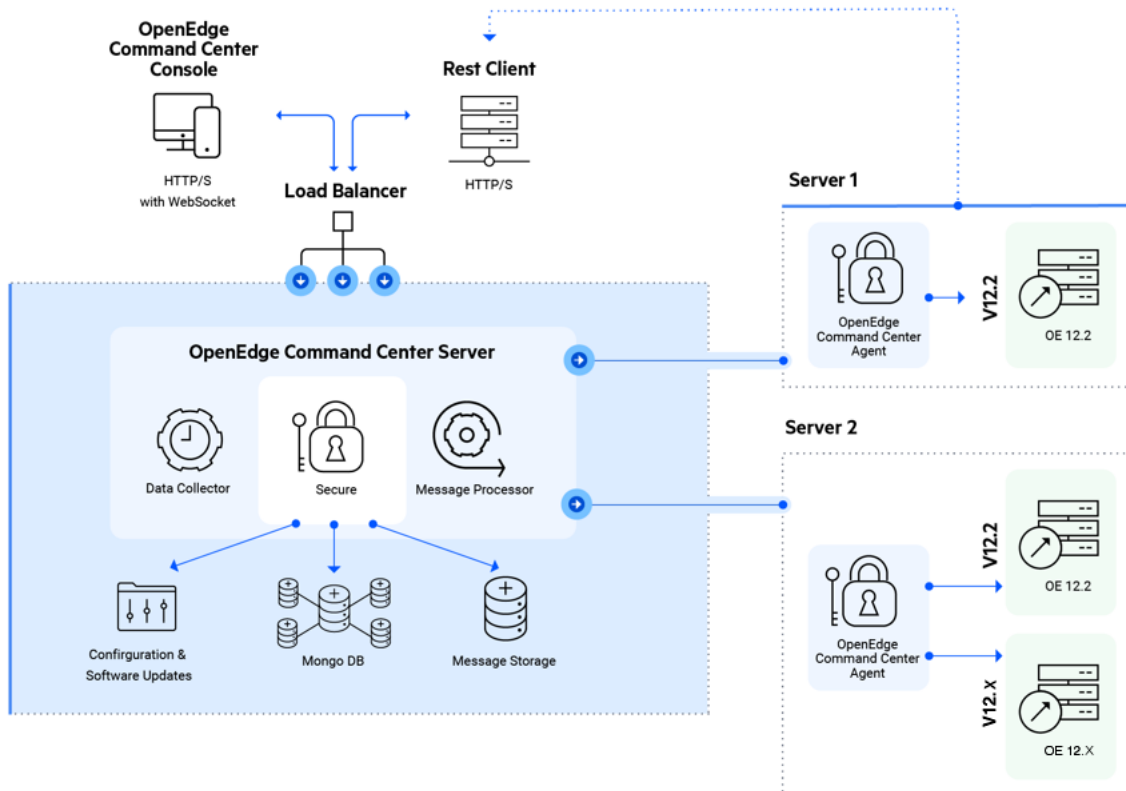 OpenEdge
Command Center
Console
HTTP/S
with WebSocket
Rest Client
HTTP/S
Load Balancer
OpenEdge Command Center Server
Data Collector
Secure
Message Processor
Confirguration &
Software Updates
Mongo DB
Message Storage
Server 1
OpenEdge
Command Center
Agent
V12.2
OE 12.2
Server 2
OpenEdge
Command Center
Agent
V12.2
OE 12.2
V12.X
OE 12.X